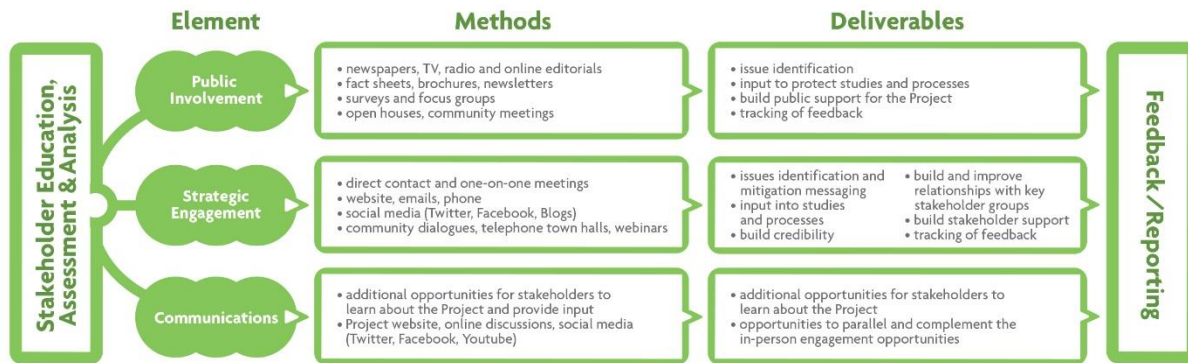 Element
Methods
Deliverables
Stakeholder Education,
Assessment & Analysis
Public
Involvement
• newspapers, TV, radio and online editorials
• fact sheets, brochures, newsletters
• surveys and focus groups
• open houses, community meetings
• issue identification
• input to protect studies and processes
• build public support for the Project
• tracking of feedback
Strategic
Engagement
• direct contact and one-on-one meetings
• website, emails, phone
• social media (Twitter, Facebook, Blogs)
• community dialogues, telephone town halls, webinars
• issues identification and
mitigation messaging
• input into studies
and processes
• build credibility
• build and improve
relationships with key
stakeholder groups
• build stakeholder support
• tracking of feedback
Communications
• additional opportunities for stakeholders to
learn about the Project and provide input
• Project website, online discussions, social media
(Twitter, Facebook, Youtube)
• additional opportunities for stakeholders to
learn about the Project
• opportunities to parallel and complement the
in-person engagement opportunities
Feedback/Reporting